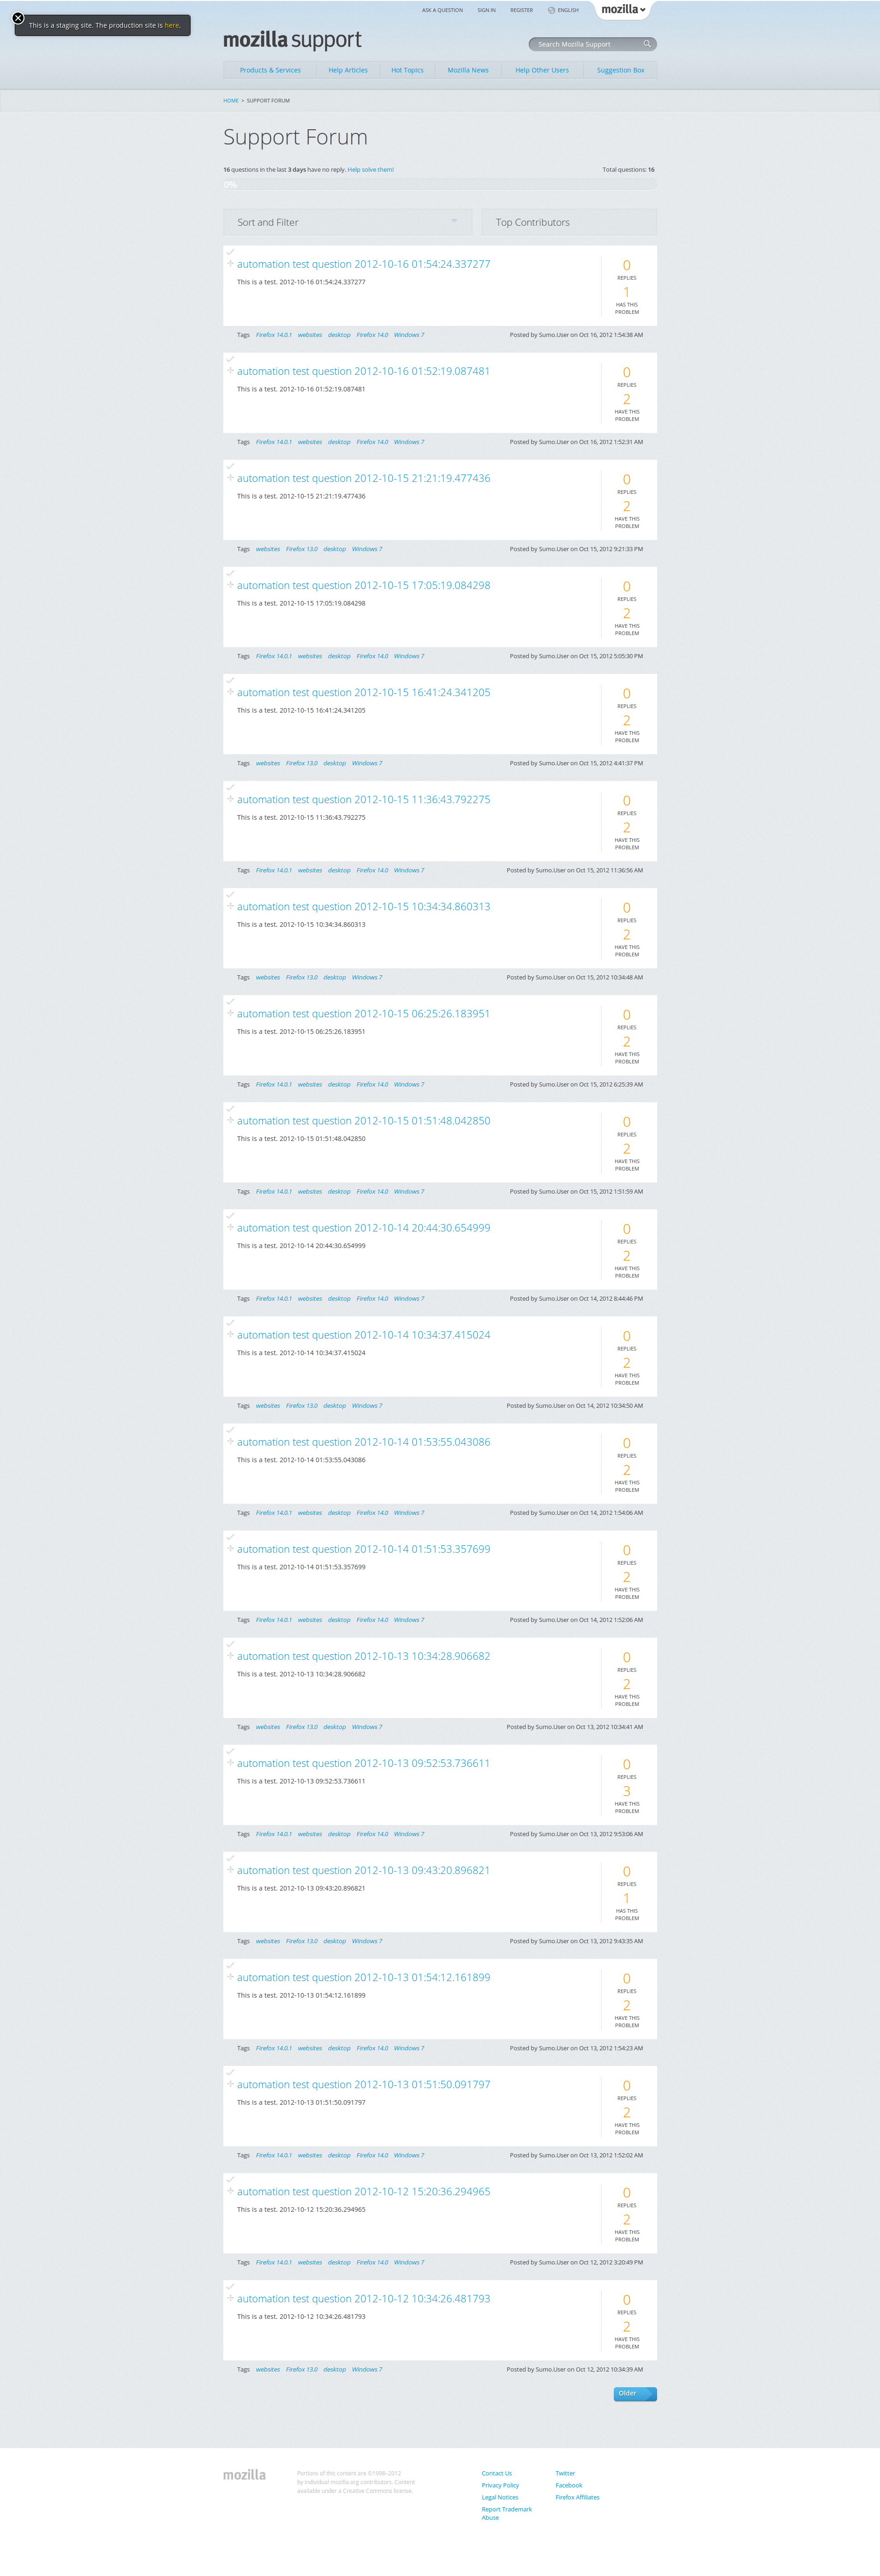 ASK A QUESTION SIGN IN REGISTER ENGLISH mozilla
This is a staging site. The production site is here.
mozilla support
Search Mozilla Support
Products & Services Help Articles Hot Topics Mozilla News Help Other Users Suggestion Box
HOME > SUPPORT FORUM
Support Forum
16 questions in the last 3 days have no reply. Help solve them! Total questions: 16
0%
Sort and Filter Top Contributors
automation test question 2012-10-16 01:54:24.337277
This is a test. 2012-10-16 01:54:24.337277
0
REPLIES
1
HAS THIS
PROBLEM
Tags Firefox 14.0.1 websites desktop Firefox 14.0 Windows 7 Posted by Sumo.User on Oct 16, 2012 1:54:38 AM
automation test question 2012-10-16 01:52:19.087481
This is a test. 2012-10-16 01:52:19.087481
0
REPLIES
2
HAVE THIS
PROBLEM
Tags Firefox 14.0.1 websites desktop Firefox 14.0 Windows 7 Posted by Sumo.User on Oct 16, 2012 1:52:31 AM
automation test question 2012-10-15 21:21:19.477436
This is a test. 2012-10-15 21:21:19.477436
0
REPLIES
2
HAVE THIS
PROBLEM
Tags websites Firefox 13.0 desktop Windows 7 Posted by Sumo.User on Oct 15, 2012 9:21:33 PM
automation test question 2012-10-15 17:05:19.084298
This is a test. 2012-10-15 17:05:19.084298
0
REPLIES
2
HAVE THIS
PROBLEM
Tags Firefox 14.0.1 websites desktop Firefox 14.0 Windows 7 Posted by Sumo.User on Oct 15, 2012 5:05:30 PM
automation test question 2012-10-15 16:41:24.341205
This is a test. 2012-10-15 16:41:24.341205
0
REPLIES
2
HAVE THIS
PROBLEM
Tags websites Firefox 13.0 desktop Windows 7 Posted by Sumo.User on Oct 15, 2012 4:41:37 PM
automation test question 2012-10-15 11:36:43.792275
This is a test. 2012-10-15 11:36:43.792275
0
REPLIES
2
HAVE THIS
PROBLEM
Tags Firefox 14.0.1 websites desktop Firefox 14.0 Windows 7 Posted by Sumo.User on Oct 15, 2012 11:36:56 AM
automation test question 2012-10-15 10:34:34.860313
This is a test. 2012-10-15 10:34:34.860313
0
REPLIES
2
HAVE THIS
PROBLEM
Tags websites Firefox 13.0 desktop Windows 7 Posted by Sumo.User on Oct 15, 2012 10:34:48 AM
automation test question 2012-10-15 06:25:26.183951
This is a test. 2012-10-15 06:25:26.183951
0
REPLIES
2
HAVE THIS
PROBLEM
Tags Firefox 14.0.1 websites desktop Firefox 14.0 Windows 7 Posted by Sumo.User on Oct 15, 2012 6:25:39 AM
automation test question 2012-10-15 01:51:48.042850
This is a test. 2012-10-15 01:51:48.042850
0
REPLIES
2
HAVE THIS
PROBLEM
Tags Firefox 14.0.1 websites desktop Firefox 14.0 Windows 7 Posted by Sumo.User on Oct 15, 2012 1:51:59 AM
automation test question 2012-10-14 20:44:30.654999
This is a test. 2012-10-14 20:44:30.654999
0
REPLIES
2
HAVE THIS
PROBLEM
Tags Firefox 14.0.1 websites desktop Firefox 14.0 Windows 7 Posted by Sumo.User on Oct 14, 2012 8:44:46 PM
automation test question 2012-10-14 10:34:37.415024
This is a test. 2012-10-14 10:34:37.415024
0
REPLIES
2
HAVE THIS
PROBLEM
Tags websites Firefox 13.0 desktop Windows 7 Posted by Sumo.User on Oct 14, 2012 10:34:50 AM
automation test question 2012-10-14 01:53:55.043086
This is a test. 2012-10-14 01:53:55.043086
0
REPLIES
2
HAVE THIS
PROBLEM
Tags Firefox 14.0.1 websites desktop Firefox 14.0 Windows 7 Posted by Sumo.User on Oct 14, 2012 1:54:06 AM
automation test question 2012-10-14 01:51:53.357699
This is a test. 2012-10-14 01:51:53.357699
0
REPLIES
2
HAVE THIS
PROBLEM
Tags Firefox 14.0.1 websites desktop Firefox 14.0 Windows 7 Posted by Sumo.User on Oct 14, 2012 1:52:06 AM
automation test question 2012-10-13 10:34:28.906682
This is a test. 2012-10-13 10:34:28.906682
0
REPLIES
2
HAVE THIS
PROBLEM
Tags websites Firefox 13.0 desktop Windows 7 Posted by Sumo.User on Oct 13, 2012 10:34:41 AM
automation test question 2012-10-13 09:52:53.736611
This is a test. 2012-10-13 09:52:53.736611
0
REPLIES
3
HAVE THIS
PROBLEM
Tags Firefox 14.0.1 websites desktop Firefox 14.0 Windows 7 Posted by Sumo.User on Oct 13, 2012 9:53:06 AM
automation test question 2012-10-13 09:43:20.896821
This is a test. 2012-10-13 09:43:20.896821
0
REPLIES
1
HAS THIS
PROBLEM
Tags websites Firefox 13.0 desktop Windows 7 Posted by Sumo.User on Oct 13, 2012 9:43:35 AM
automation test question 2012-10-13 01:54:12.161899
This is a test. 2012-10-13 01:54:12.161899
0
REPLIES
2
HAVE THIS
PROBLEM
Tags Firefox 14.0.1 websites desktop Firefox 14.0 Windows 7 Posted by Sumo.User on Oct 13, 2012 1:54:23 AM
automation test question 2012-10-13 01:51:50.091797
This is a test. 2012-10-13 01:51:50.091797
0
REPLIES
2
HAVE THIS
PROBLEM
Tags Firefox 14.0.1 websites desktop Firefox 14.0 Windows 7 Posted by Sumo.User on Oct 13, 2012 1:52:02 AM
automation test question 2012-10-12 15:20:36.294965
This is a test. 2012-10-12 15:20:36.294965
0
REPLIES
2
HAVE THIS
PROBLEM
Tags Firefox 14.0.1 websites desktop Firefox 14.0 Windows 7 Posted by Sumo.User on Oct 12, 2012 3:20:49 PM
automation test question 2012-10-12 10:34:26.481793
This is a test. 2012-10-12 10:34:26.481793
0
REPLIES
2
HAVE THIS
PROBLEM
Tags websites Firefox 13.0 desktop Windows 7 Posted by Sumo.User on Oct 12, 2012 10:34:39 AM
Older
mozilla
Portions of this content are ©1998–2012
by individual mozilla.org contributors. Content
available under a Creative Commons license.
Contact Us
Privacy Policy
Legal Notices
Report Trademark
Abuse
Twitter
Facebook
Firefox Affiliates